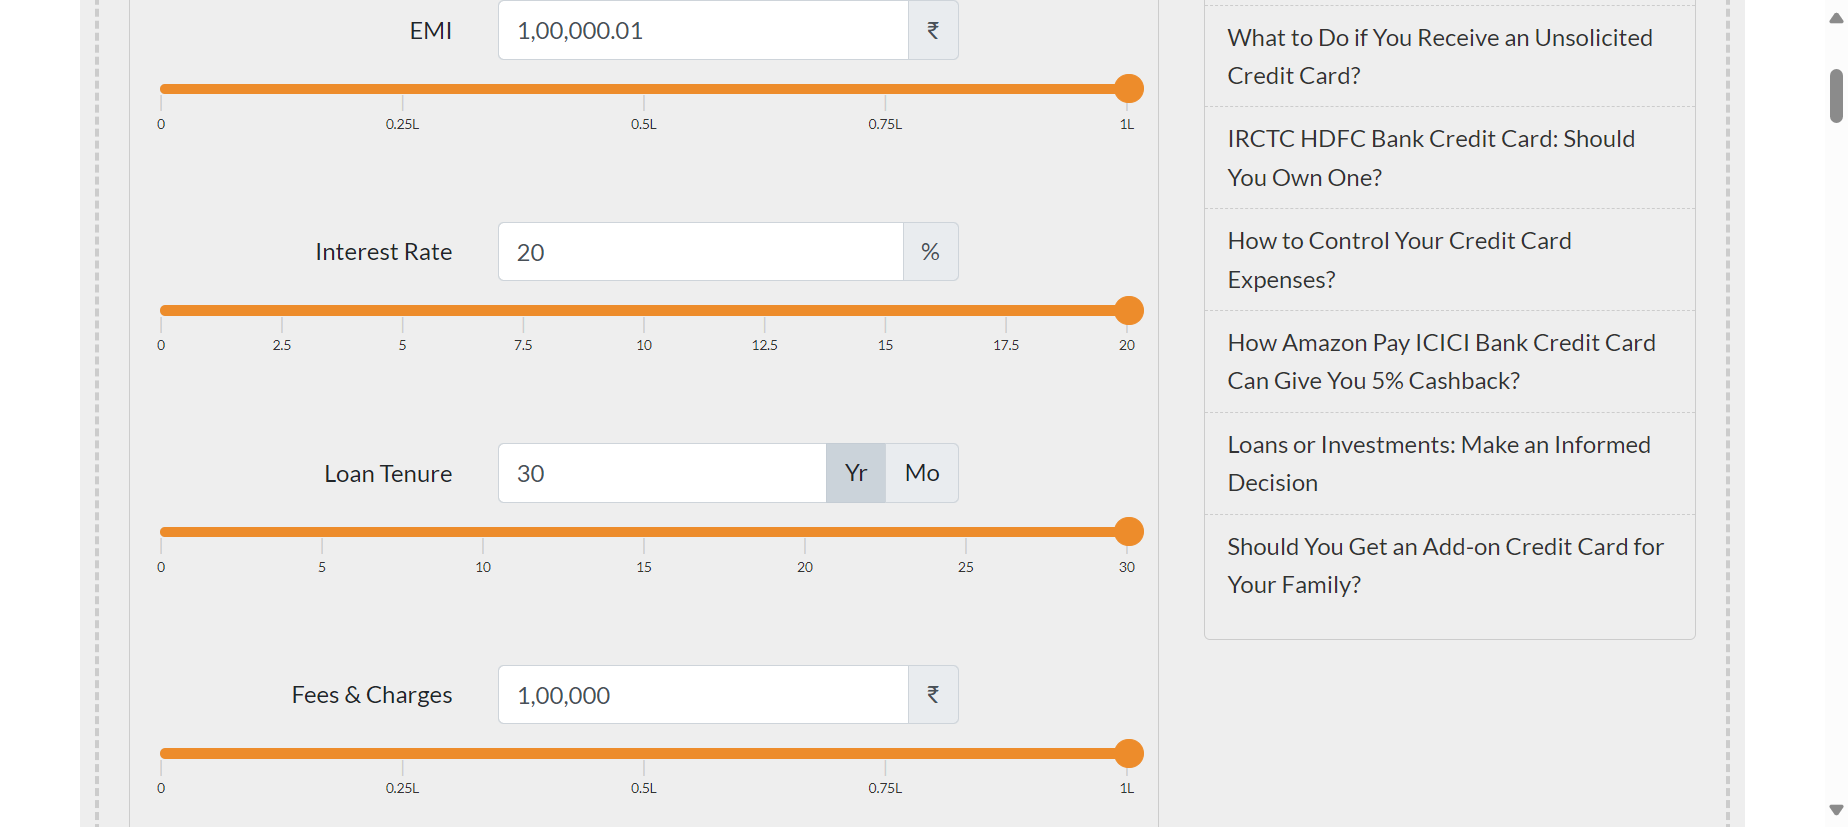 EMI
1,00,000.01
₹
0
0.25L
0.5L
0.75L
1L
Interest Rate
20
%
0
2.5
5
7.5
10
12.5
15
17.5
20
Loan Tenure
30
Yr
Mo
0
5
10
15
20
25
30
Fees & Charges
1,00,000
₹
0
0.25L
0.5L
0.75L
1L
What to Do if You Receive an Unsolicited
Credit Card?
IRCTC HDFC Bank Credit Card: Should
You Own One?
How to Control Your Credit Card
Expenses?
How Amazon Pay ICICI Bank Credit Card
Can Give You 5% Cashback?
Loans or Investments: Make an Informed
Decision
Should You Get an Add-on Credit Card for
Your Family?